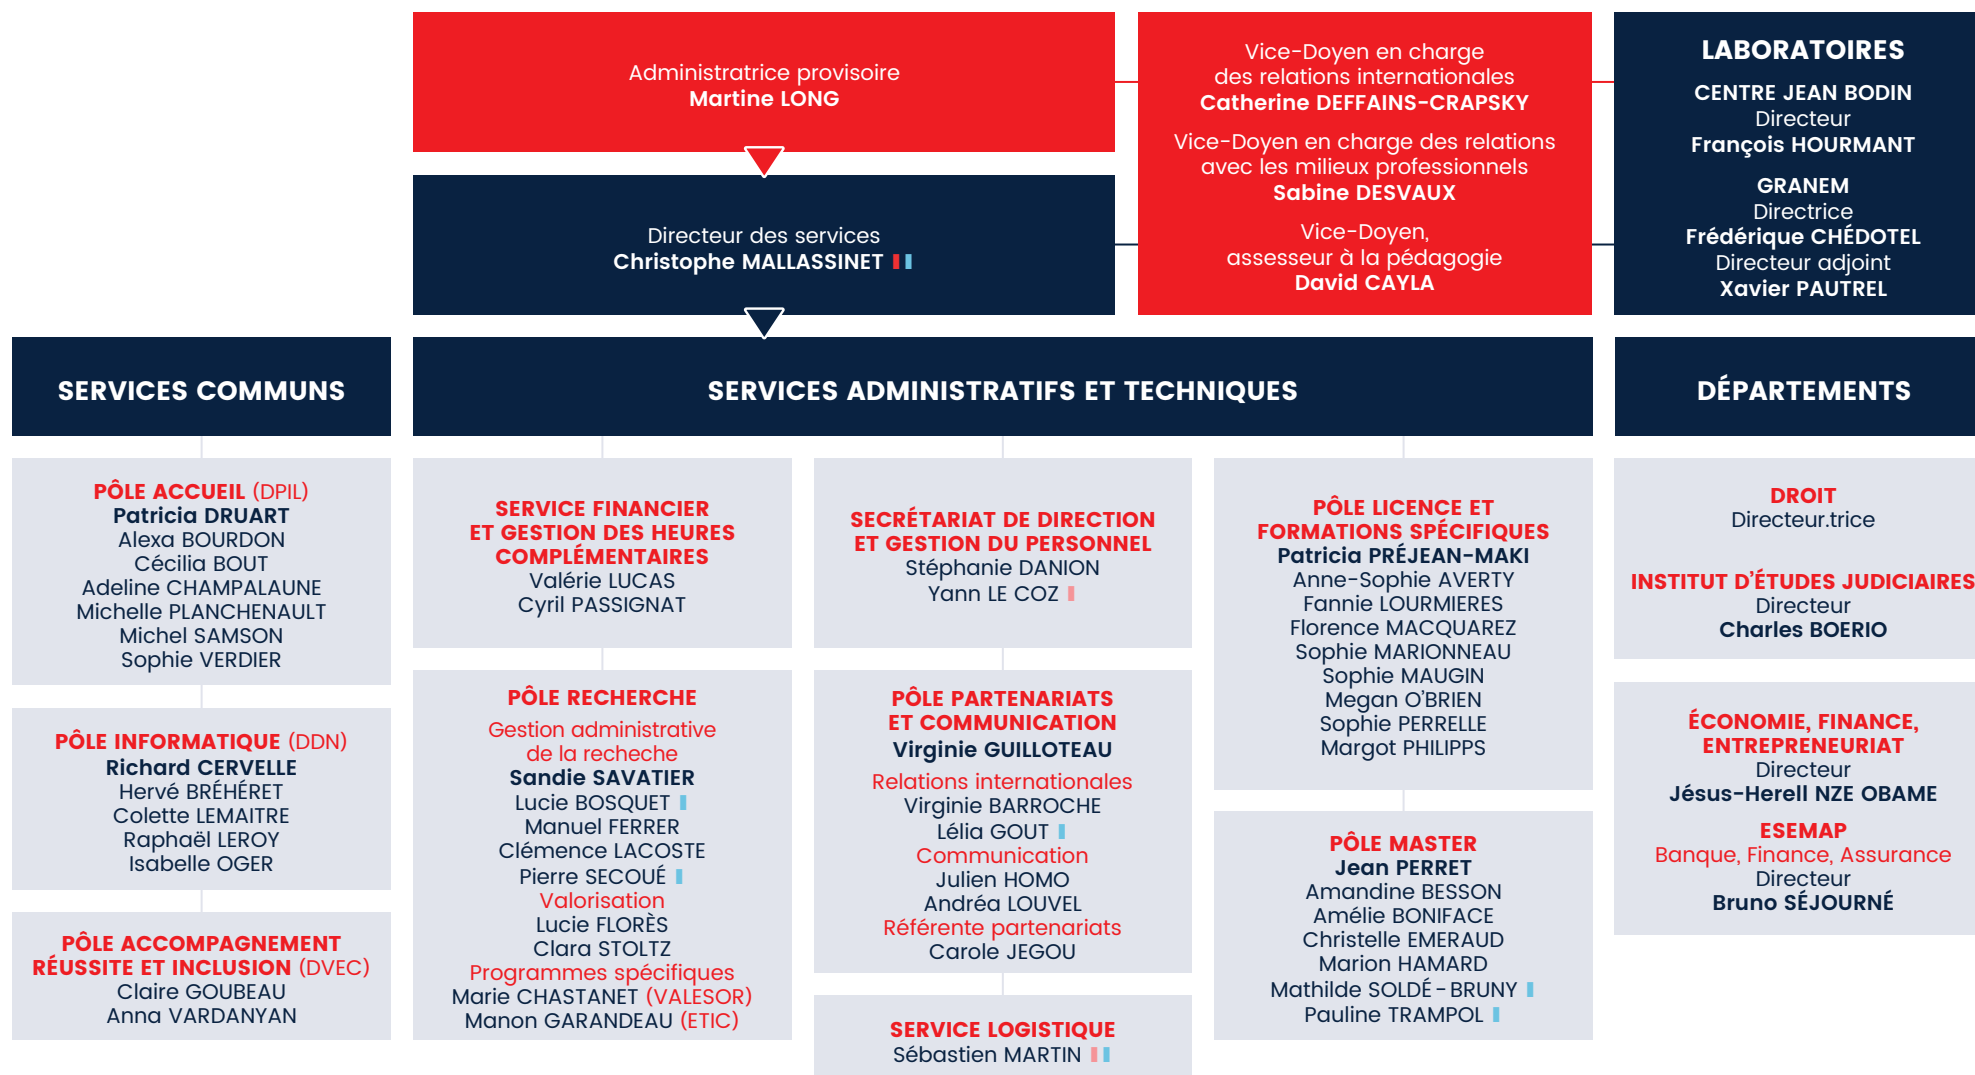 Administratrice provisoire
Martine LONG
Directeur des services
Christophe MALLASSINET
Vice-Doyen en charge
des relations internationales
Catherine DEFFAINS-CRAPSKY
Vice-Doyen en charge des relations
avec les milieux professionnels
Sabine DESVAUX
Vice-Doyen,
assesseur à la pédagogie
David CAYLA
LABORATOIRES
CENTRE JEAN BODIN
Directeur
François HOURMANT
GRANEM
Directrice
Frédérique CHÉDOTEL
Directeur adjoint
Xavier PAUTREL
SERVICES COMMUNS
PÔLE ACCUEIL (DPIL)
Patricia DRUART
Alexa BOURDON
Cécilia BOUT
Adeline CHAMPALAUNE
Michelle PLANCHENAULT
Michel SAMSON
Sophie VERDIER
PÔLE INFORMATIQUE (DDN)
Richard CERVELLE
Hervé BRÉHÉRET
Colette LEMAITRE
Raphaël LEROY
Isabelle OGER
PÔLE ACCOMPAGNEMENT
RÉUSSITE ET INCLUSION (DVEC)
Claire GOUBEAU
Anna VARDANYAN
SERVICES ADMINISTRATIFS ET TECHNIQUES
SERVICE FINANCIER
ET GESTION DES HEURES
COMPLÉMENTAIRES
Valérie LUCAS
Cyril PASSIGNAT
PÔLE RECHERCHE
Gestion administrative
de la recheche
Sandie SAVATIER
Lucie BOSQUET
Manuel FERRER
Clémence LACOSTE
Pierre SECOUÉ
Valorisation
Lucie FLORÈS
Clara STOLTZ
Programmes spécifiques
Marie CHASTANET (VALESOR)
Manon GARANDEAU (ETIC)
SECRÉTARIAT DE DIRECTION
ET GESTION DU PERSONNEL
Stéphanie DANION
Yann LE COZ
PÔLE PARTENARIATS
ET COMMUNICATION
Virginie GUILLOTEAU
Relations internationales
Virginie BARROCHE
Lélia GOUT
Communication
Julien HOMO
Andréa LOUVEL
Référente partenariats
Carole JEGOU
SERVICE LOGISTIQUE
Sébastien MARTIN
PÔLE LICENCE ET
FORMATIONS SPÉCIFIQUES
Patricia PRÉJEAN-MAKI
Anne-Sophie AVERTY
Fannie LOURMIERES
Florence MACQUAREZ
Sophie MARIONNEAU
Sophie MAUGIN
Megan O'BRIEN
Sophie PERRELLE
Margot PHILIPPS
PÔLE MASTER
Jean PERRET
Amandine BESSON
Amélie BONIFACE
Christelle EMERAUD
Marion HAMARD
Mathilde SOLDÉ-BRUNY
Pauline TRAMPOL
DÉPARTEMENTS
DROIT
Directeur.trice
INSTITUT D'ÉTUDES JUDICIAIRES
Directeur
Charles BOERIO
ÉCONOMIE, FINANCE,
ENTREPRENEURIAT
Directeur
Jésus-Herell NZE OBAME
ESEMAP
Banque, Finance, Assurance
Directeur
Bruno SÉJOURNÉ